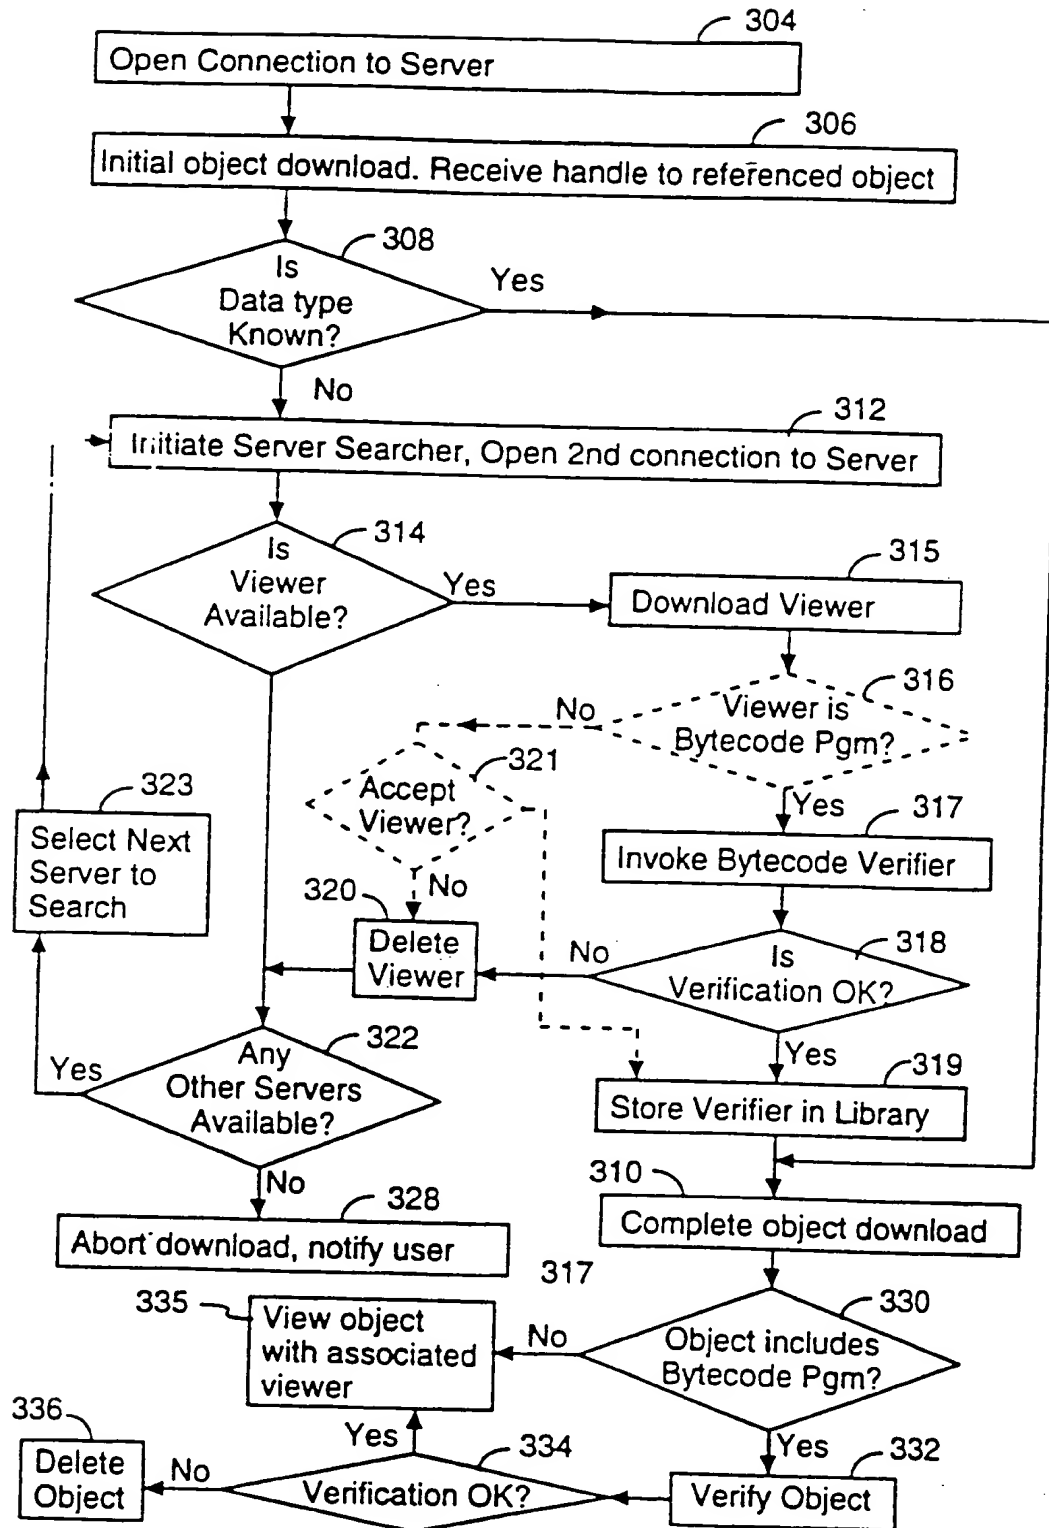 304
Open Connection to Server
306
Initial object download. Receive handle to referenced object
308
Is
Data type
Known?
Yes
No
312
Initiate Server Searcher, Open 2nd connection to Server
314
Is
Viewer
Available?
Yes
315
Download Viewer
316
Viewer is
Bytecode Pgm?
No
321
Accept
Viewer?
Yes
317
Invoke Bytecode Verifier
323
Select Next
Server to
Search
No
320
Delete
Viewer
No
318
Is
Verification OK?
322
Any
Other Servers
Available?
Yes
Yes
319
Store Verifier in Library
No
310
Complete object download
328
Abort download, notify user
317
330
Object includes
Bytecode Pgm?
No
335
View object
with associated
viewer
336
Delete
Object
No
Yes
334
Verification OK?
Yes
332
Verify Object